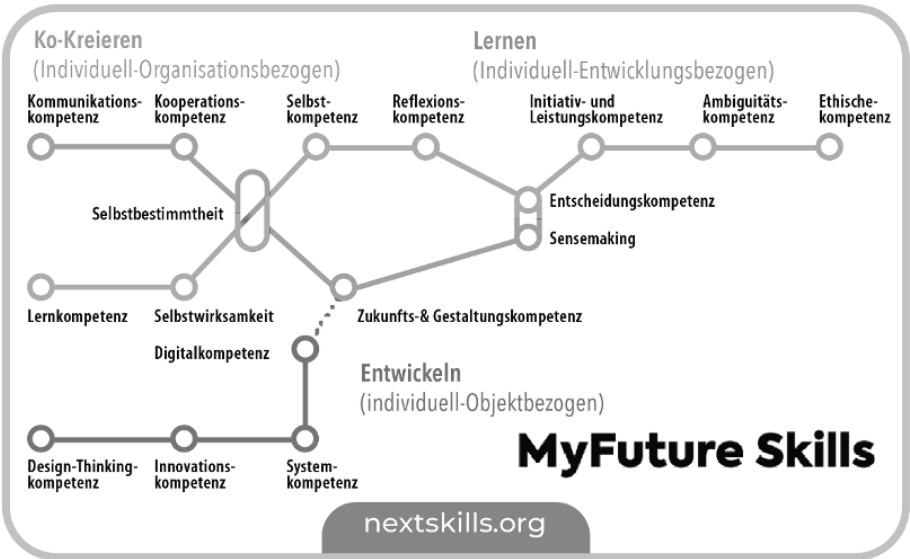 Ko-Kreieren
(Individuell-Organisationsbezogen)
Lernen
(Individuell-Entwicklungsbezogen)
Kommunikations-
kompetenz
Kooperations-
kompetenz
Selbst-
kompetenz
Reflexions-
kompetenz
Initiativ- und
Leistungskompetenz
Ambiguitäts-
kompetenz
Ethische-
kompetenz
Selbstbestimmtheit
Entscheidungskompetenz
Sensemaking
Lernkompetenz
Selbstwirksamkeit
Zukunfts-& Gestaltungskompetenz
Digitalkompetenz
Entwickeln
(individuell-Objektbezogen)
Design-Thinking-
kompetenz
Innovations-
kompetenz
System-
kompetenz
MyFuture Skills
nextskills.org